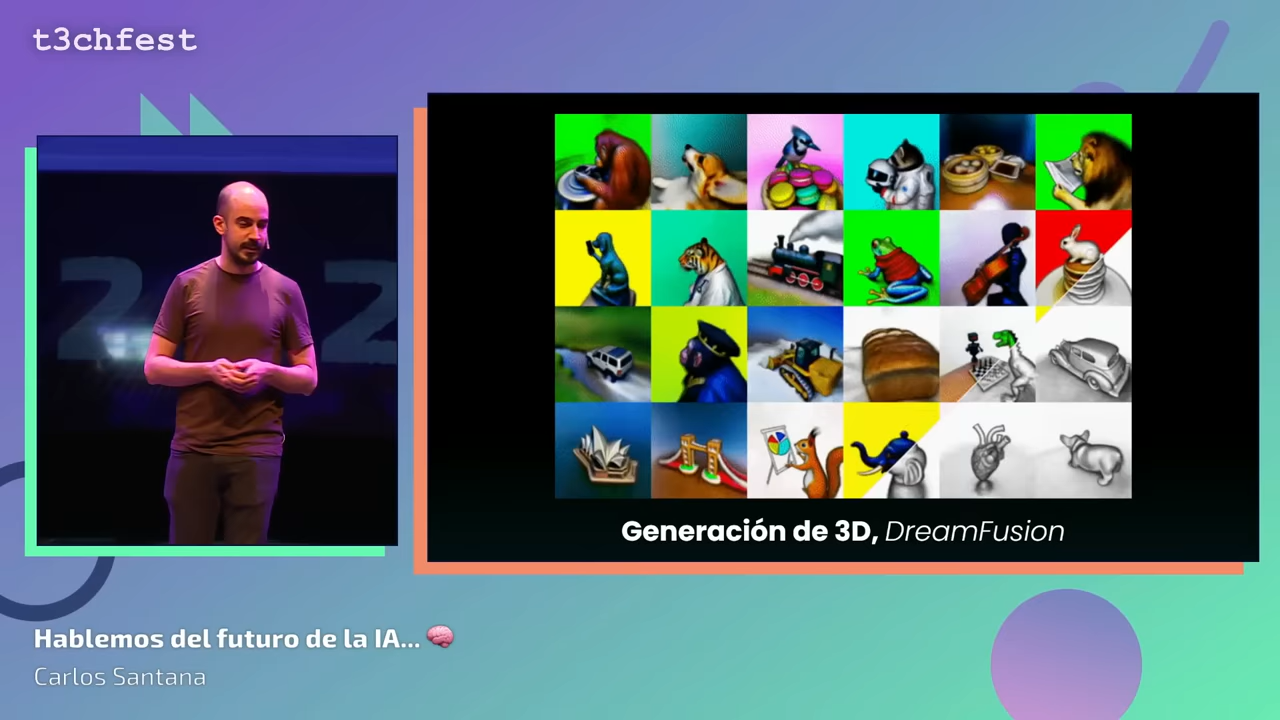 t3chfest
Generación de 3D, DreamFusion
Hablemos del futuro de la IA... 🧠
Carlos Santana